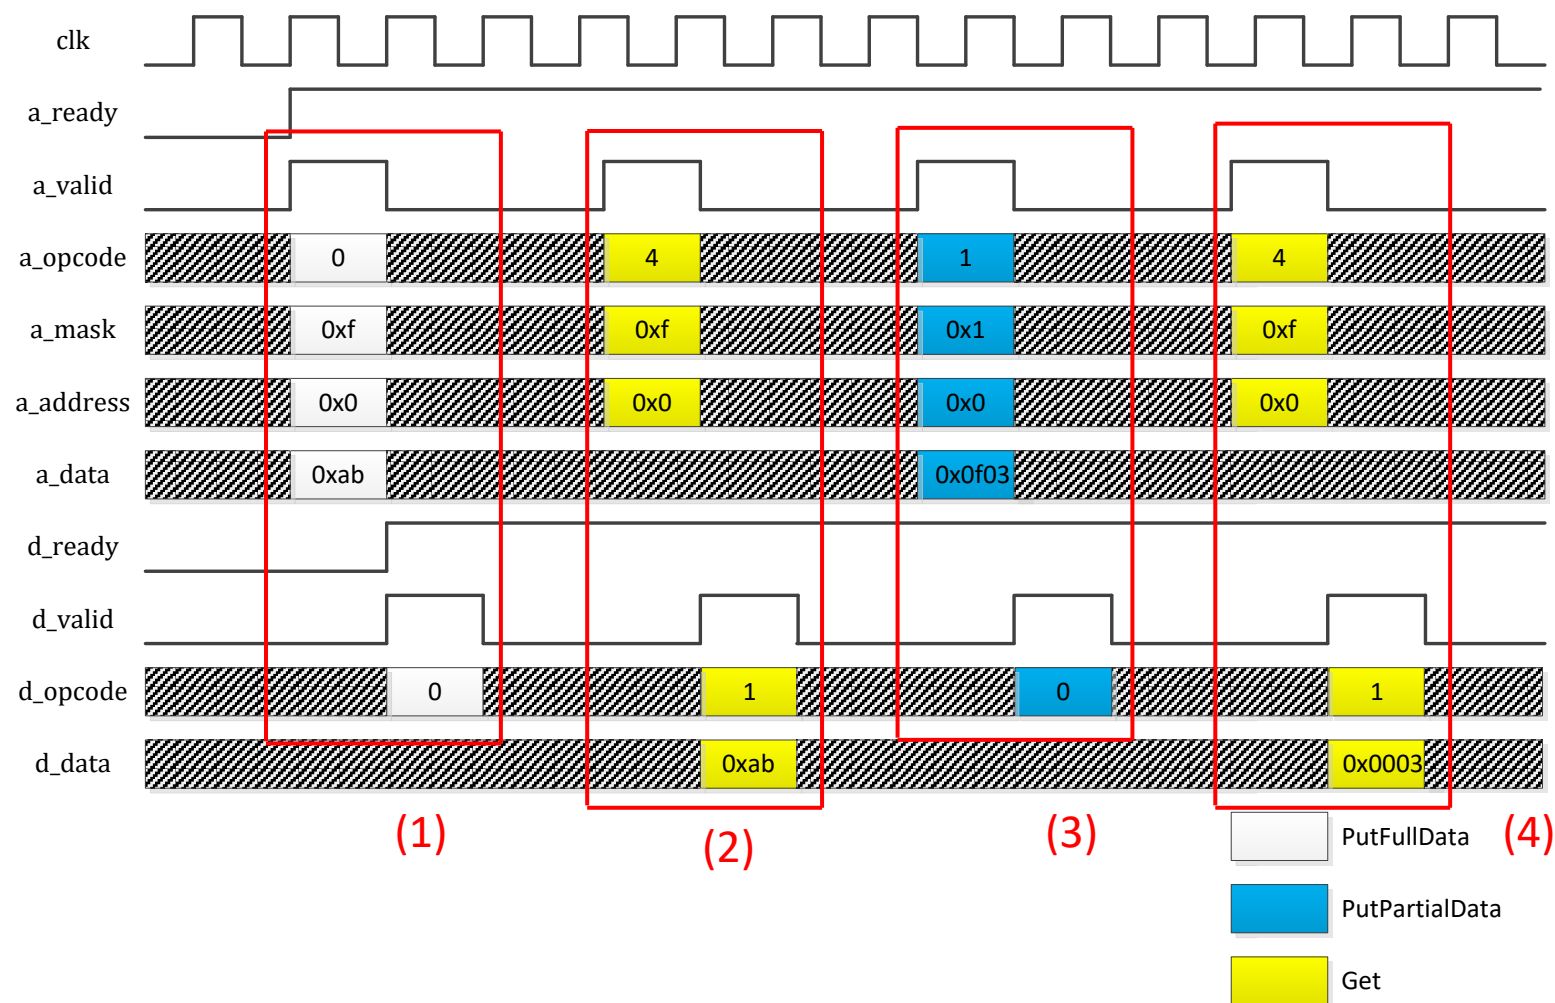 clk
a_ready
a_valid
a_opcode 0 4 1 4
a_mask 0xf 0xf 0x1 0xf
a_address 0x0 0x0 0x0 0x0
a_data 0xab 0x0f03
d_ready
d_valid
d_opcode 0 1 0 1
d_data 0xab 0x0003
(1) (2) (3) (4)
PutFullData
PutPartialData
Get